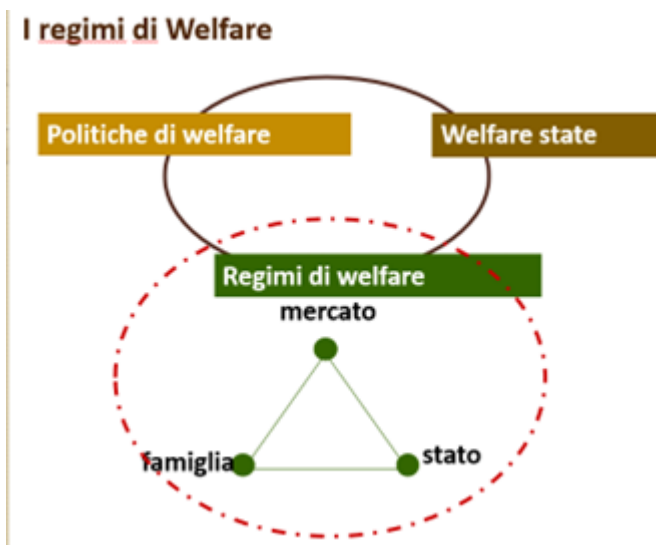 I regimi di Welfare
Politiche di welfare
Welfare state
Regimi di welfare
mercato
famiglia
stato